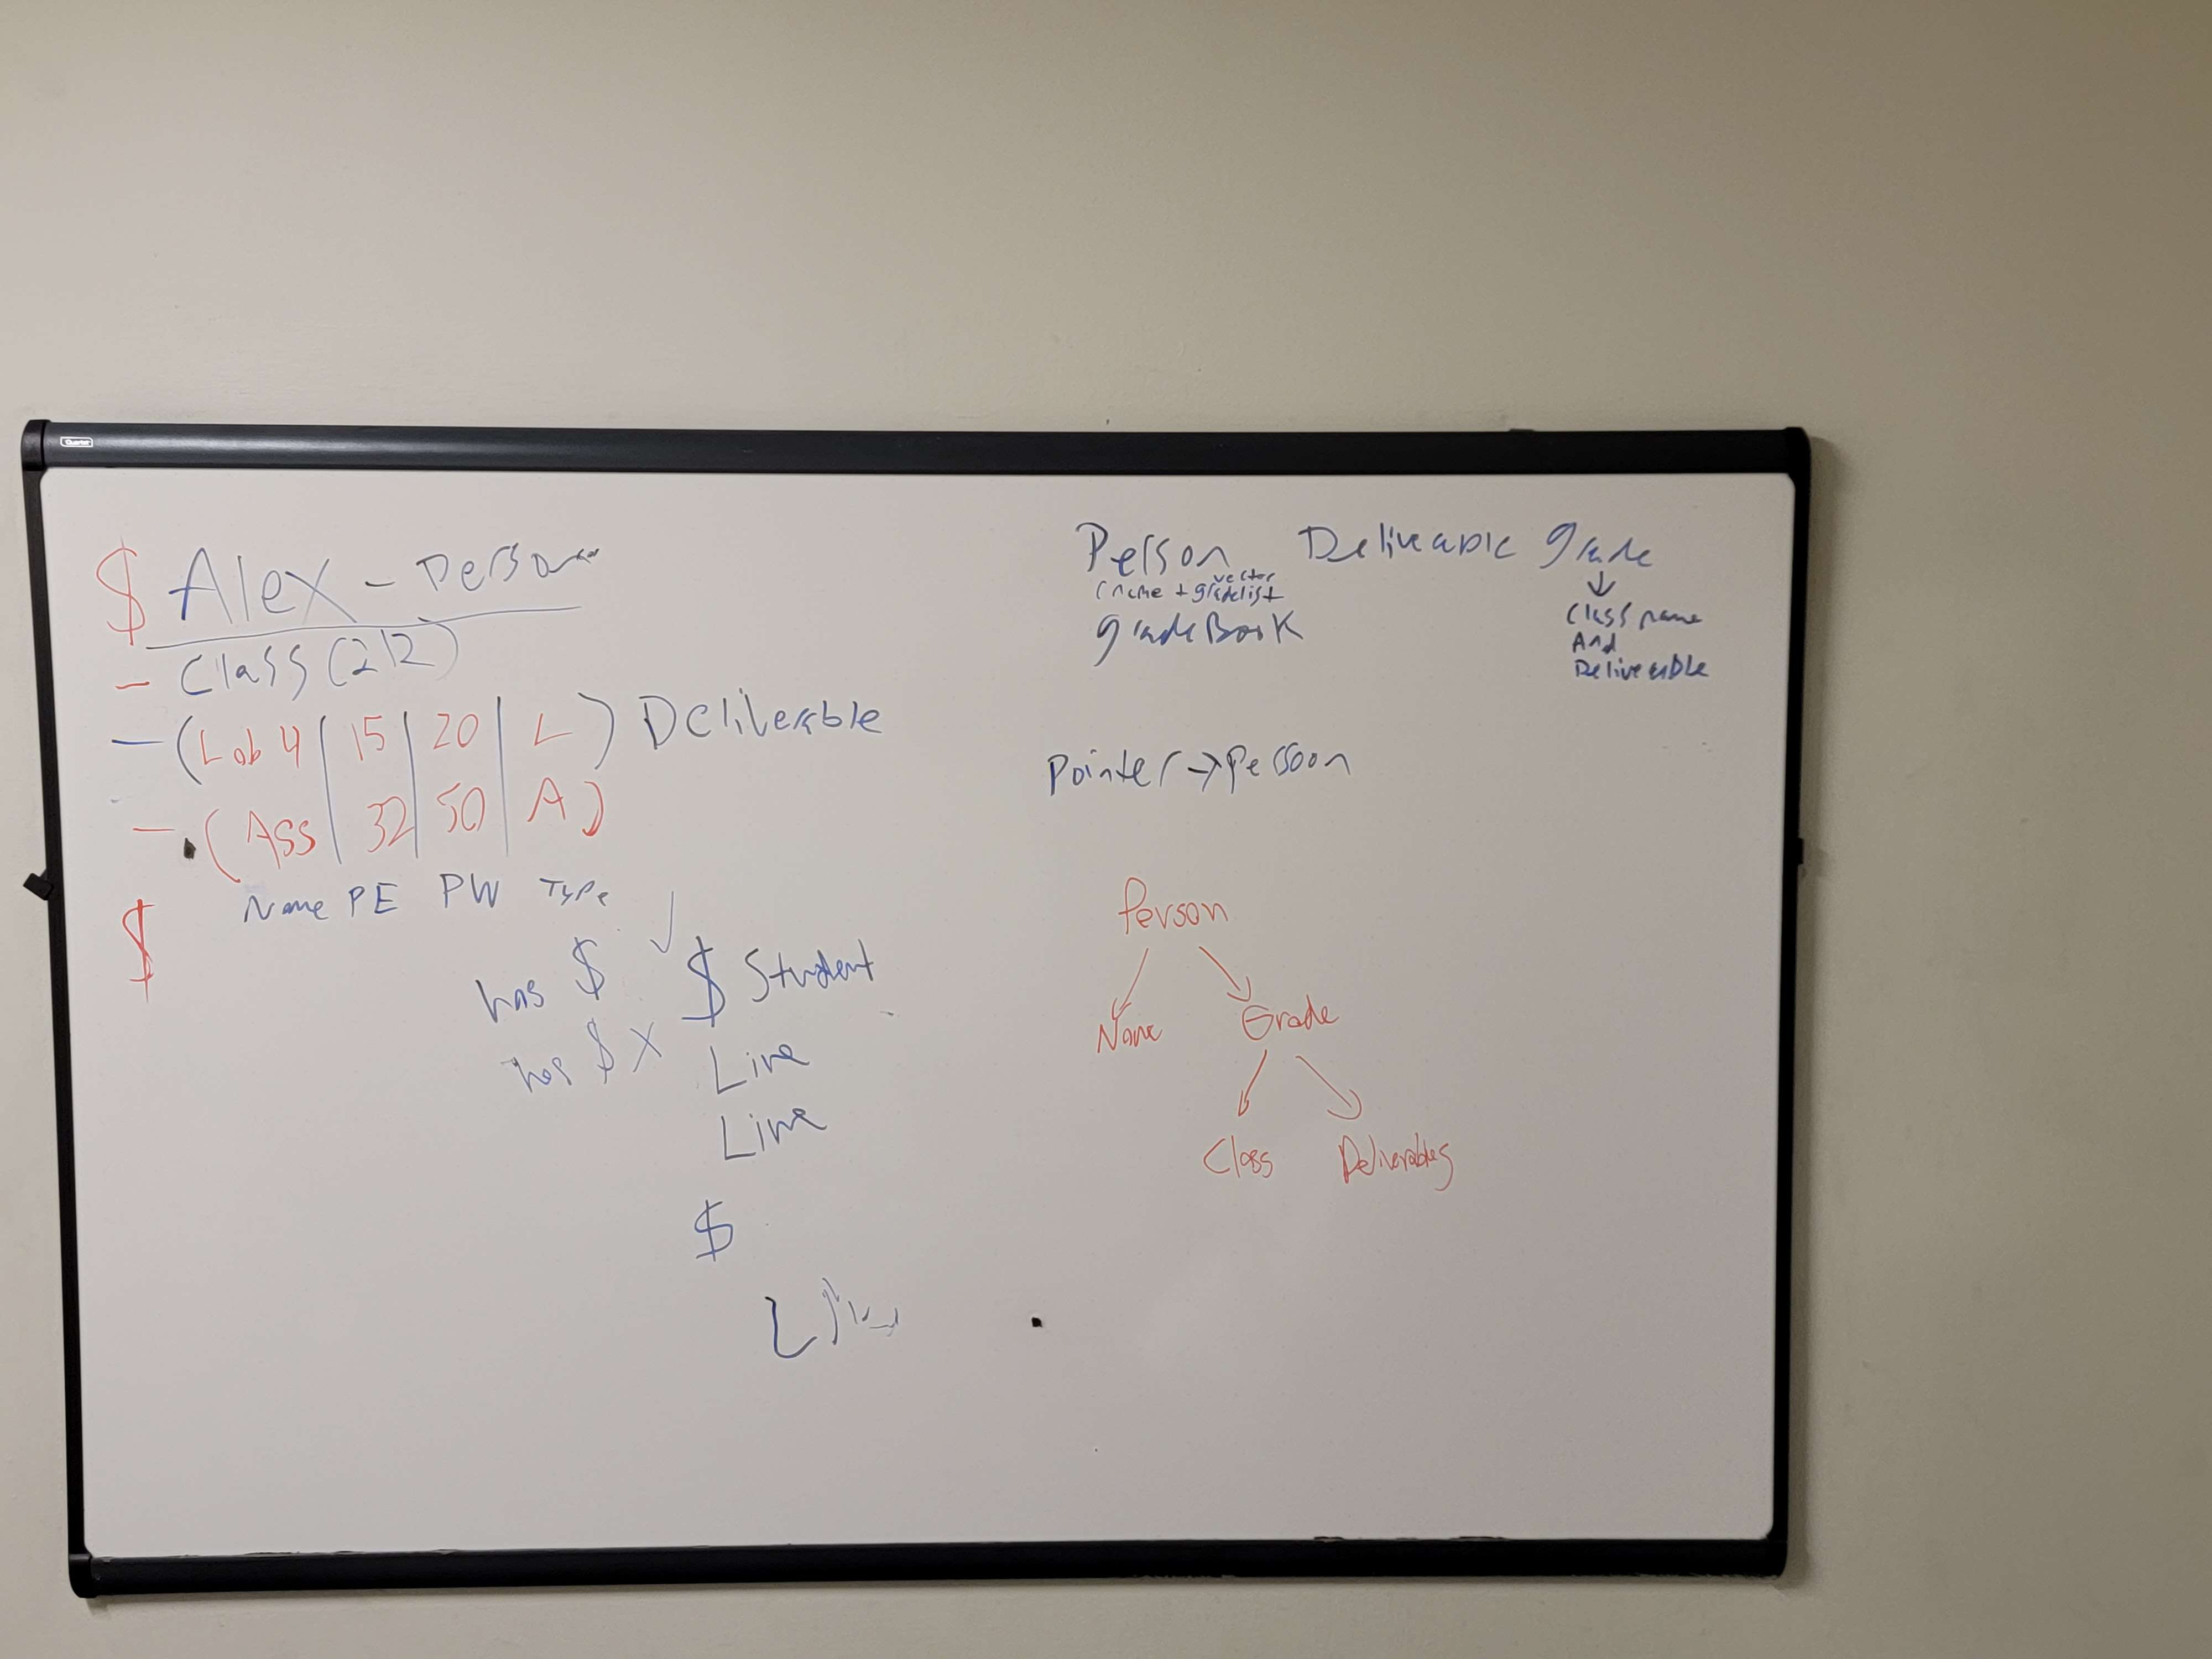 Quartet
$ Alex - Person
- Class (212)
- (Lab 4 | 15 | 20 | L) Deliverable
- (Ass | 32 | 50 | A)
Name PE PW Type
$
has $ ✓ $ Student
has $ X Line
Line
$
Person Deliverable grade
vector
(name + gradelist
gradeBook
↓
Class name
And
Deliverable
Pointer → person
Person
Name Grade
Class Deliverables